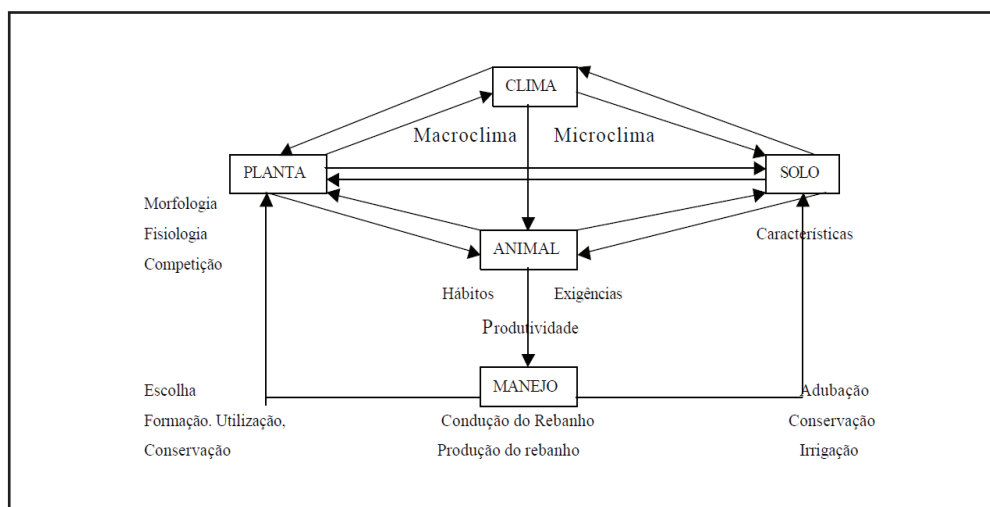 CLIMA
Macroclima Microclima
PLANTA SOLO
Morfologia
Fisiologia Características
ANIMAL
Competição
Hábitos Exigências
Produtividade
MANEJO
Escolha Adubação
Formação. Utilização, Condução do Rebanho Conservação
Conservação Produção do rebanho Irrigação